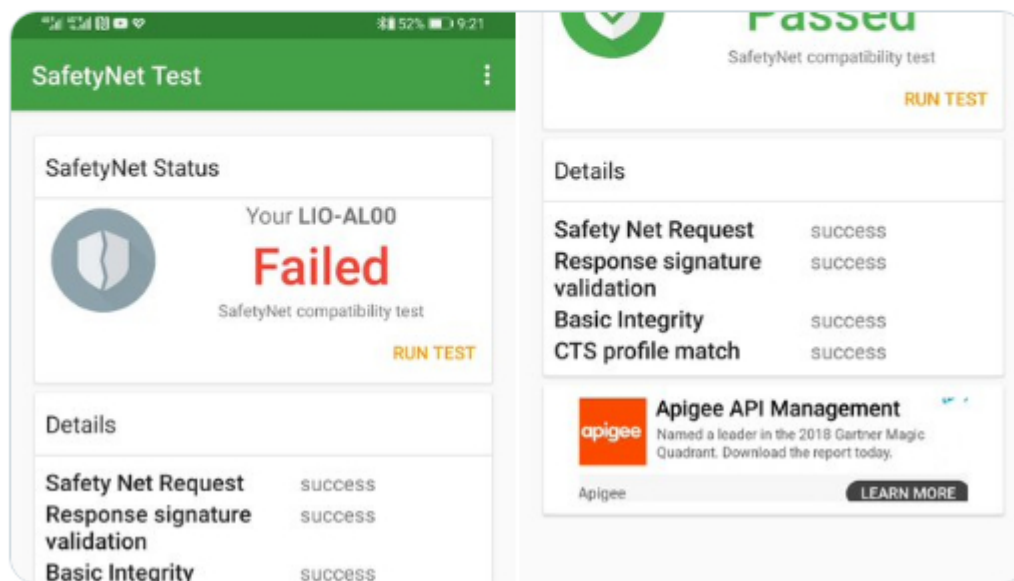 52% 9:21
SafetyNet Test
SafetyNet Status
Your LIO-AL00
Failed
SafetyNet compatibility test
RUN TEST
Details
Safety Net Request success
Response signature success
validation
Basic Integrity success
Passed
SafetyNet compatibility test
RUN TEST
Details
Safety Net Request success
Response signature success
validation
Basic Integrity success
CTS profile match success
apigee
Apigee API Management
Named a leader in the 2018 Gartner Magic
Quadrant. Download the report today.
Apigee LEARN MORE